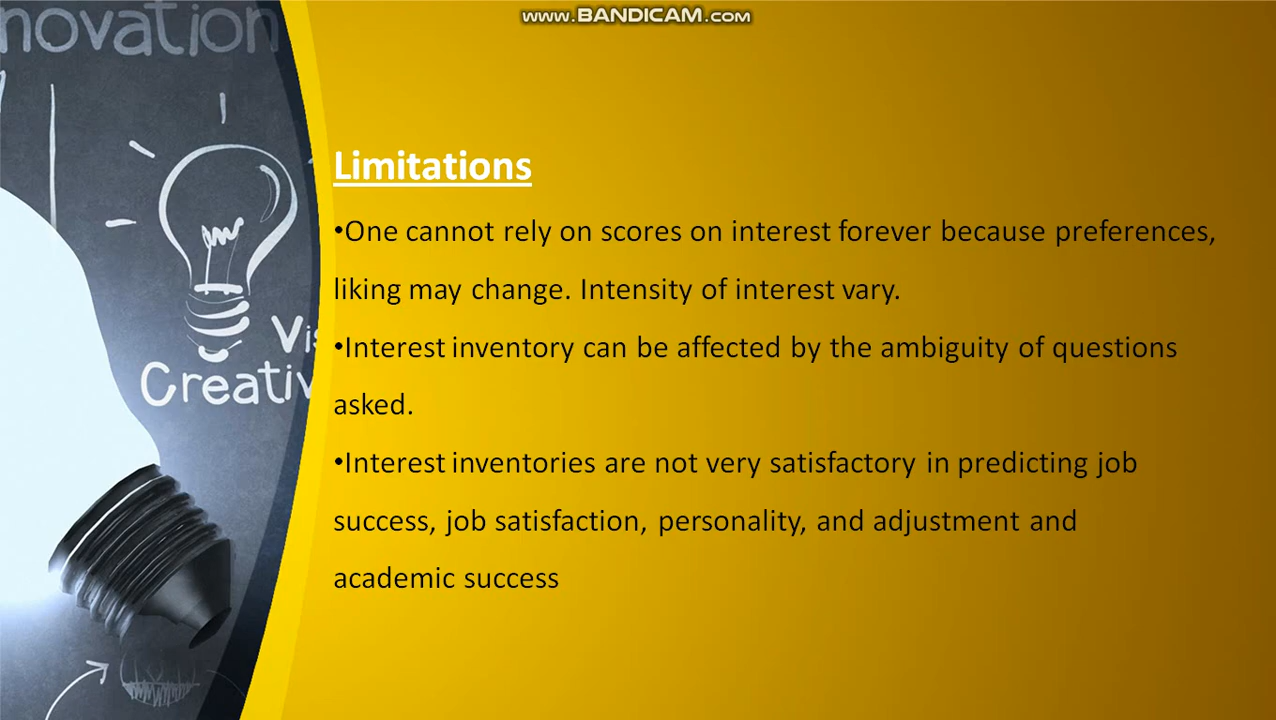 www.BANDICAM.com
novation
Creativ
Limitations
•One cannot rely on scores on interest forever because preferences,
liking may change. Intensity of interest vary.
•Interest inventory can be affected by the ambiguity of questions
asked.
•Interest inventories are not very satisfactory in predicting job
success, job satisfaction, personality, and adjustment and
academic success